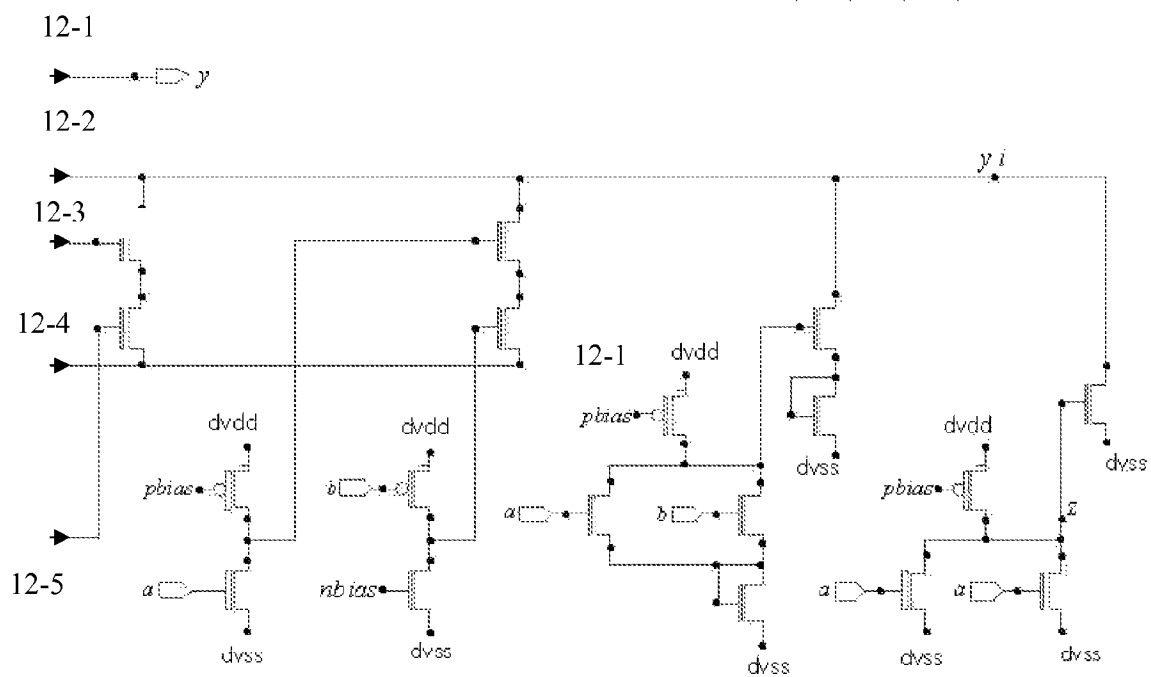 12-1
y
12-2
y i
12-3
12-4
12-1
dvdd
pbias
dvdd
dvdd
dvdd
dvss
dvss
pbias
b
pbias
a
b
z
12-5
a
nbias
a
a
dvss
dvss
dvss
dvss
dvss